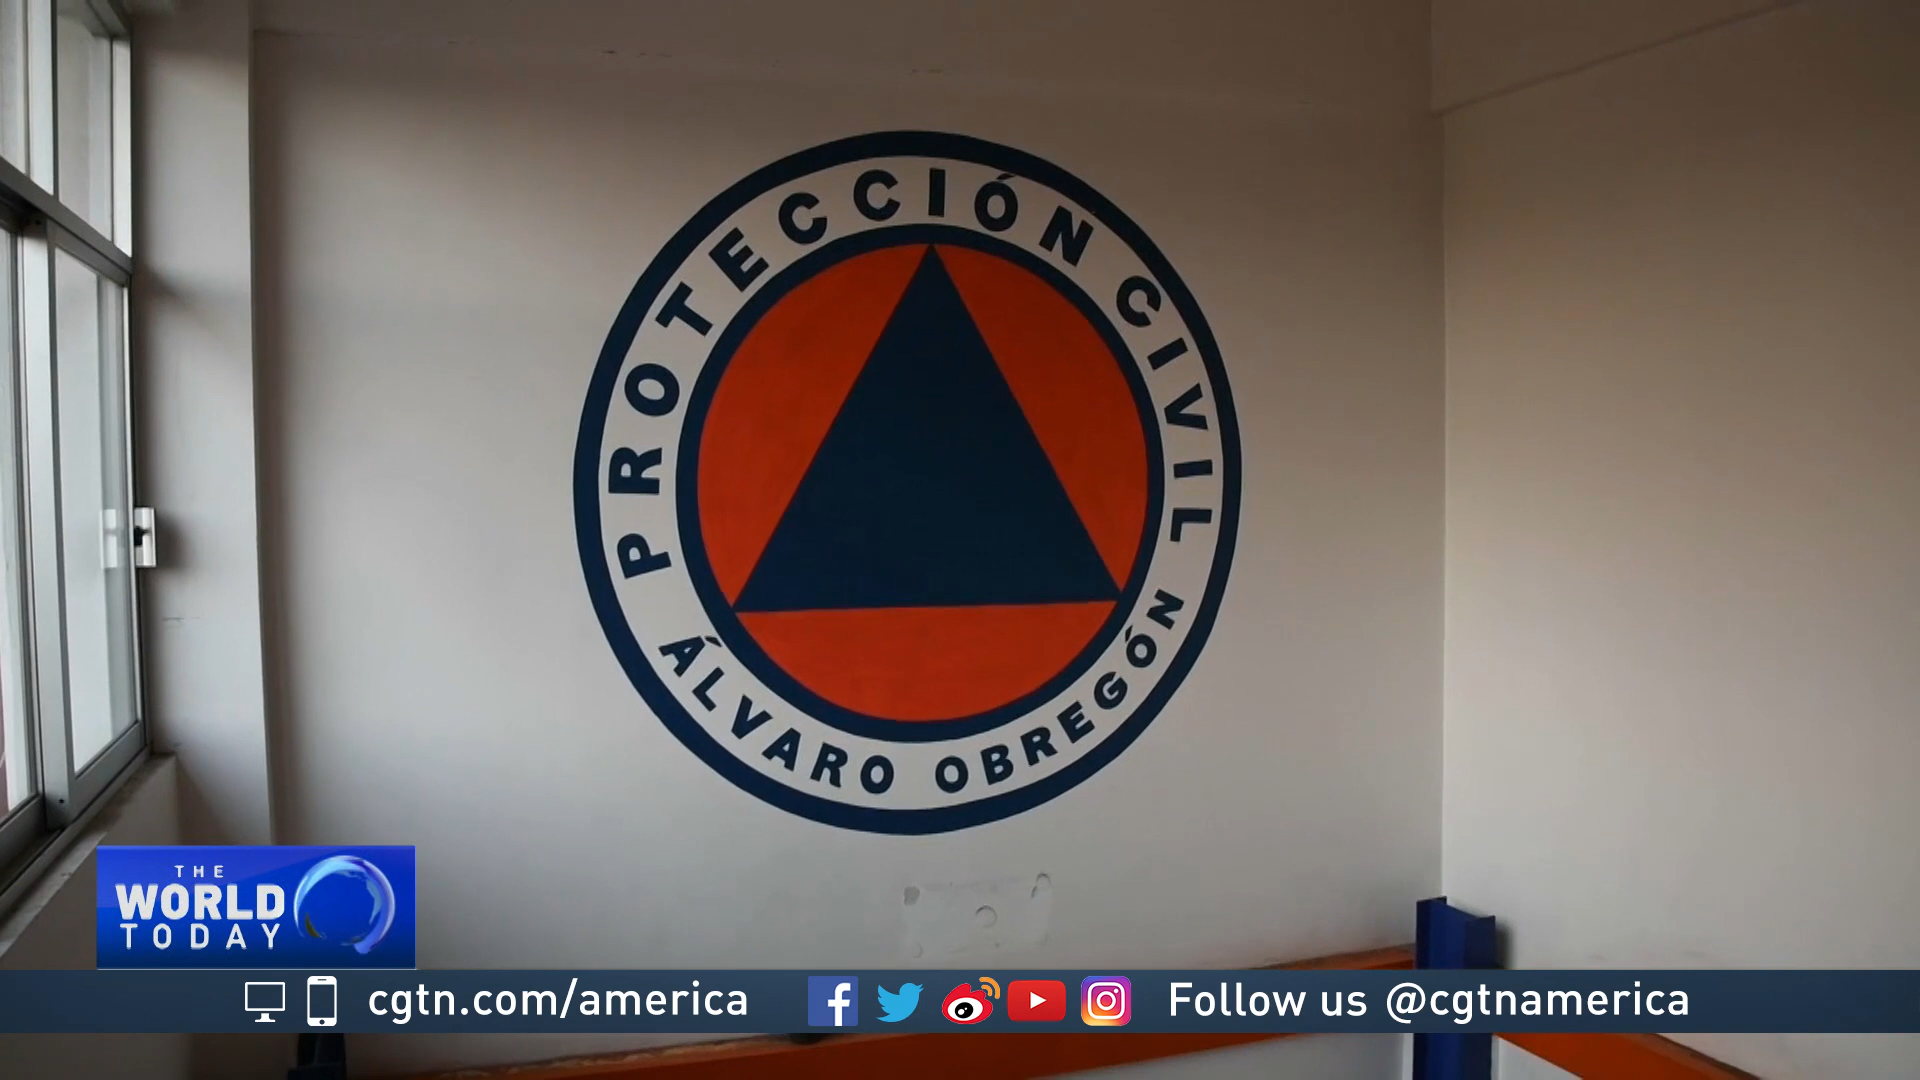 PROTECCIÓN CIVIL
ÁLVARO OBREGÓN
THE
WORLD
TODAY
cgtn.com/america
Follow us @cgtnamerica